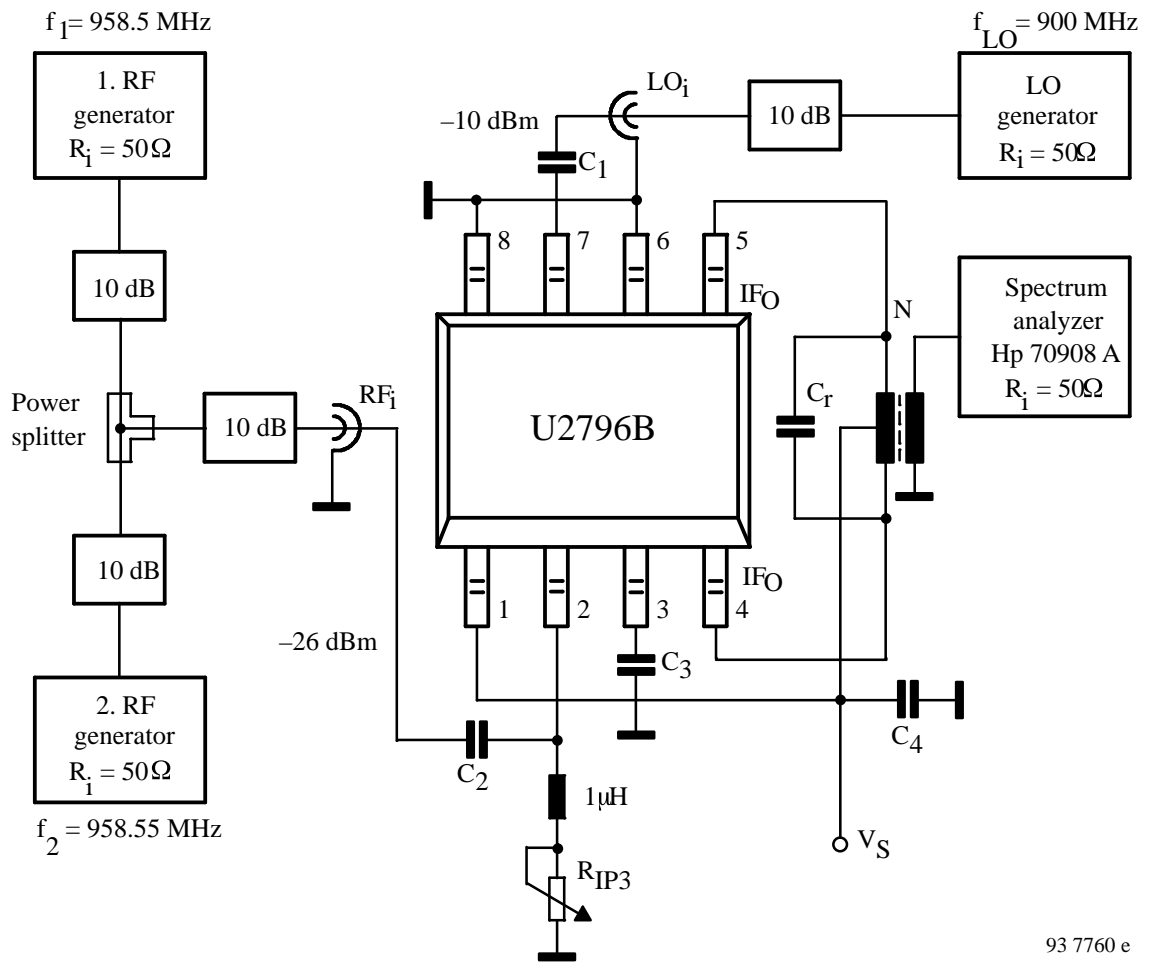 f1 = 958.5 MHz
1. RF
generator
Ri = 50Ω
10 dB
Power
splitter
10 dB
RFi
10 dB
2. RF
generator
Ri = 50Ω
f2 = 958.55 MHz
–26 dBm
–10 dBm
LOi
C1
10 dB
fLO = 900 MHz
LO
generator
Ri = 50Ω
8
7
6
5
IFO
N
Spectrum
analyzer
Hp 70908 A
Ri = 50Ω
Cr
U2796B
1
2
3
4
IFO
C3
C4
C2
1μH
RIP3
VS
93 7760 e